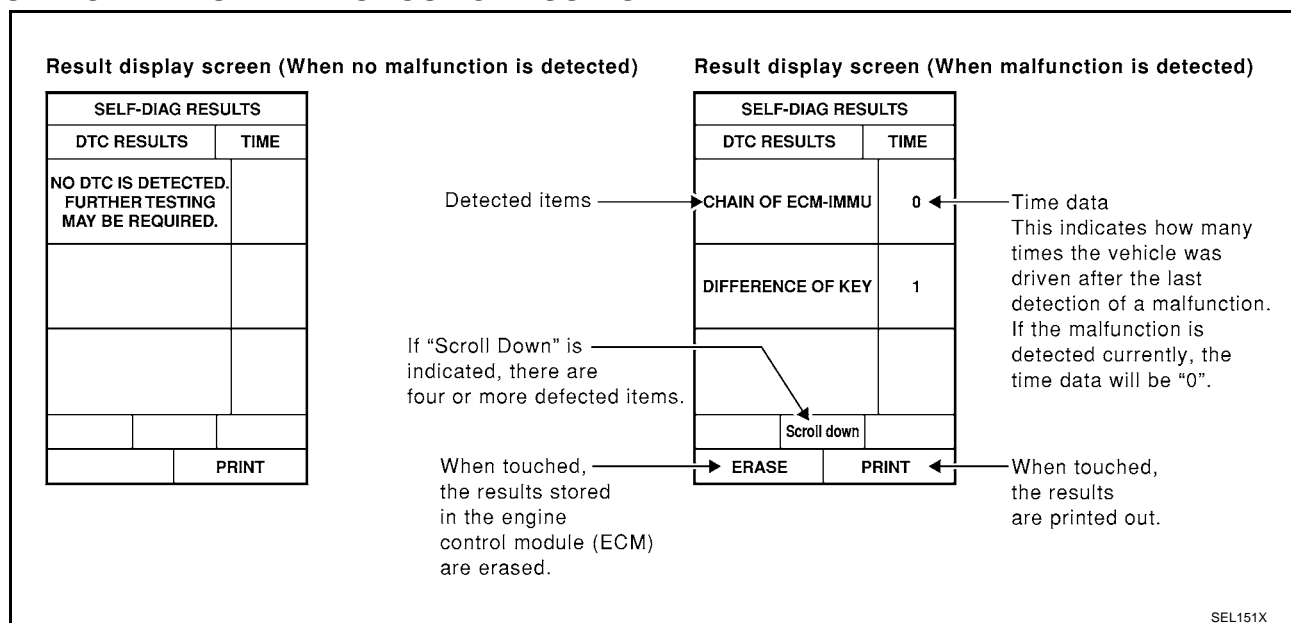 Result display screen (When no malfunction is detected)
SELF-DIAG RESULTS
DTC RESULTS TIME
NO DTC IS DETECTED.
FURTHER TESTING
MAY BE REQUIRED.
PRINT
Result display screen (When malfunction is detected)
SELF-DIAG RESULTS
DTC RESULTS TIME
Detected items
CHAIN OF ECM-IMMU 0
DIFFERENCE OF KEY 1
Time data
This indicates how many
times the vehicle was
driven after the last
detection of a malfunction.
If the malfunction is
detected currently, the
time data will be “0”.
If “Scroll Down” is
indicated, there are
four or more defected items.
Scroll down
ERASE PRINT
When touched,
the results stored
in the engine
control module (ECM)
are erased.
When touched,
the results
are printed out.
SEL151X